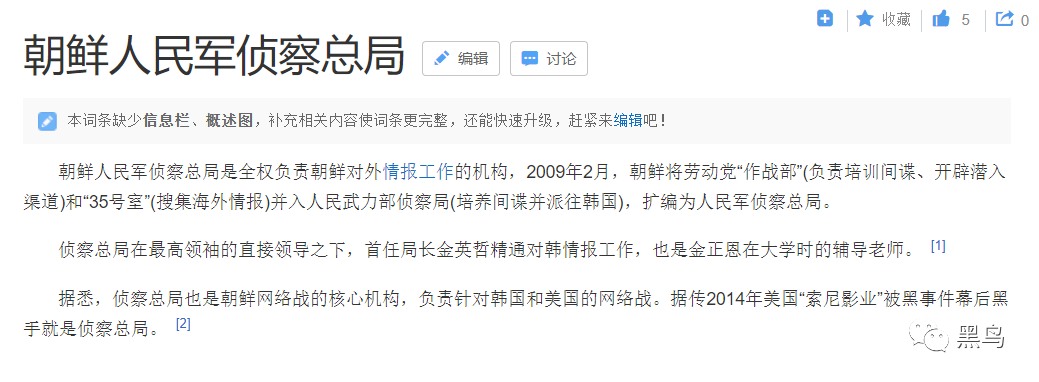 收藏 5 0
朝鲜人民军侦察总局 编辑 讨论
本词条缺少信息栏、概述图，补充相关内容使词条更完整，还能快速升级，赶紧来编辑吧！
朝鲜人民军侦察总局是全权负责朝鲜对外情报工作的机构，2009年2月，朝鲜将劳动党“作战部”(负责培训间谍、开辟潜入
渠道)和“35号室”(搜集海外情报)并入人民武力部侦察局(培养间谍并派往韩国)，扩编为人民军侦察总局。
侦察总局在最高领袖的直接领导之下，首任局长金英哲精通对韩情报工作，也是金正恩在大学时的辅导老师。 [1]
据悉，侦察总局也是朝鲜网络战的核心机构，负责针对韩国和美国的网络战。据传2014年美国“索尼影业”被黑事件幕后黑
手就是侦察总局。 [2]
黑鸟